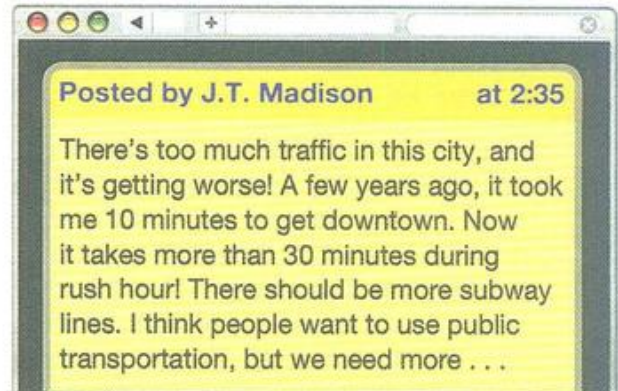 Posted by J.T. Madison at 2:35
There's too much traffic in this city, and
it's getting worse! A few years ago, it took
me 10 minutes to get downtown. Now
it takes more than 30 minutes during
rush hour! There should be more subway
lines. I think people want to use public
transportation, but we need more . . .